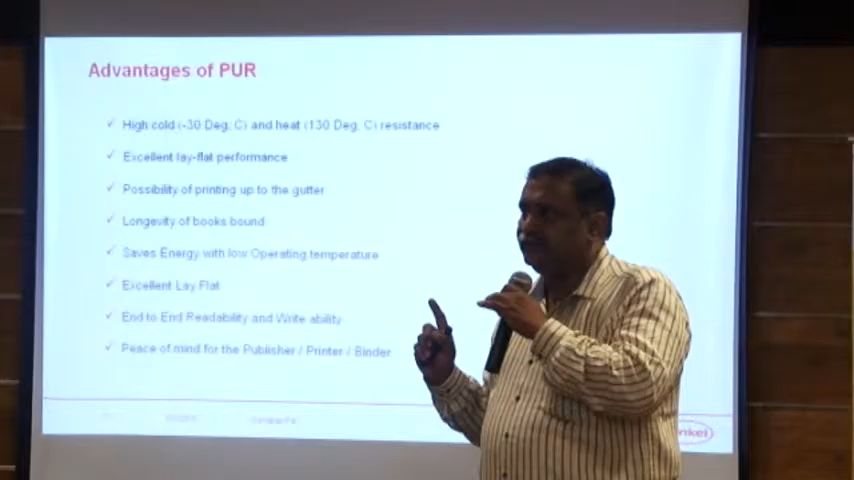 Advantages of PUR
✓ High cold (-30 Deg. C) and heat (130 Deg. C) resistance
✓ Excellent lay-flat performance
✓ Possibility of printing up to the gutter
✓ Longevity of books bound
✓ Saves Energy with low Operating temperature
✓ Excellent Lay Flat
✓ End to End Readability and Write ability
✓ Peace of mind for the Publisher / Printer / Binder